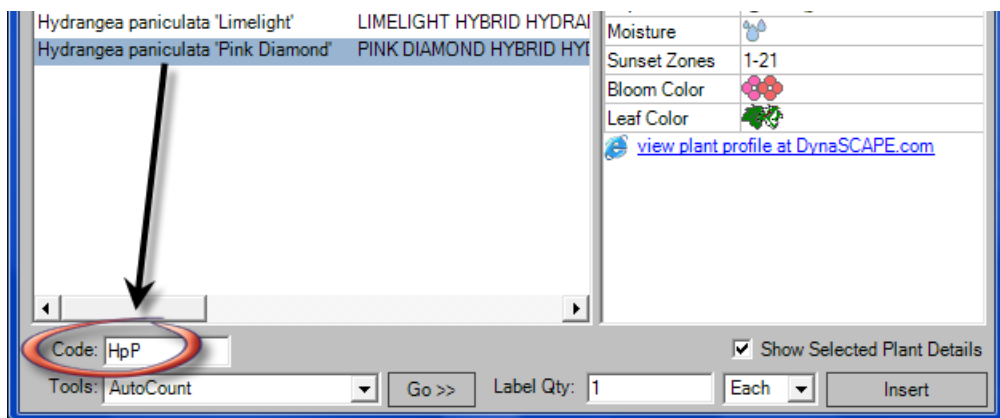 Hydrangea paniculata 'Limelight' LIMELIGHT HYBRID HYDRA
Moisture
Hydrangea paniculata 'Pink Diamond' PINK DIAMOND HYBRID HY
Sunset Zones 1-21
Bloom Color
Leaf Color
view plant profile at DynaSCAPE.com
Code: HpP
Show Selected Plant Details
Tools: AutoCount Go >> Label Qty: 1 Each Insert